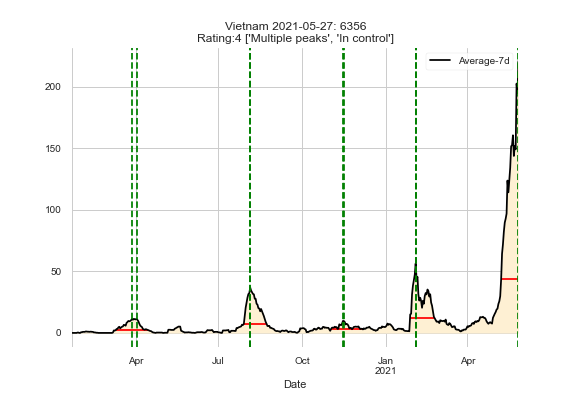 Vietnam 2021-05-27: 6356
Rating:4 ['Multiple peaks', 'In control']
Average-7d
200
150
100
50
0
Apr
Jul
Oct
Jan
2021
Apr
Date